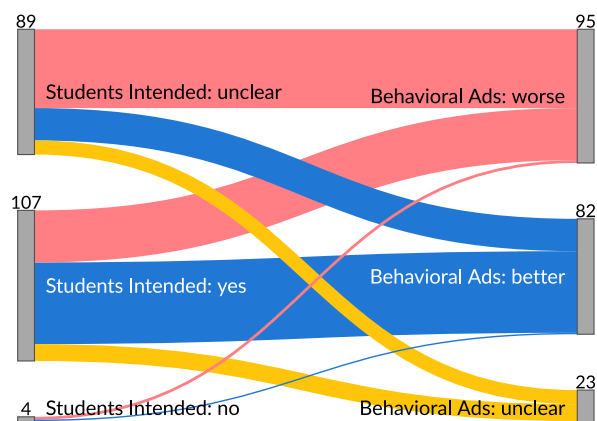 89
95
Students Intended: unclear
Behavioral Ads: worse
107
82
Students Intended: yes
Behavioral Ads: better
23
4
Students Intended: no
Behavioral Ads: unclear